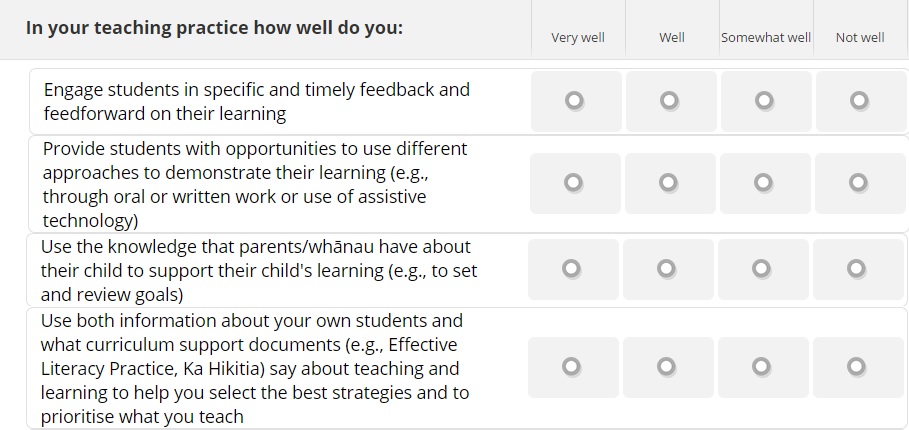 In your teaching practice how well do you:
Very well
Well
Somewhat well
Not well
Engage students in specific and timely feedback and
feedforward on their learning
Provide students with opportunities to use different
approaches to demonstrate their learning (e.g.,
through oral or written work or use of assistive
technology)
Use the knowledge that parents/whānau have about
their child to support their child's learning (e.g., to set
and review goals)
Use both information about your own students and
what curriculum support documents (e.g., Effective
Literacy Practice, Ka Hikitia) say about teaching and
learning to help you select the best strategies and to
prioritise what you teach